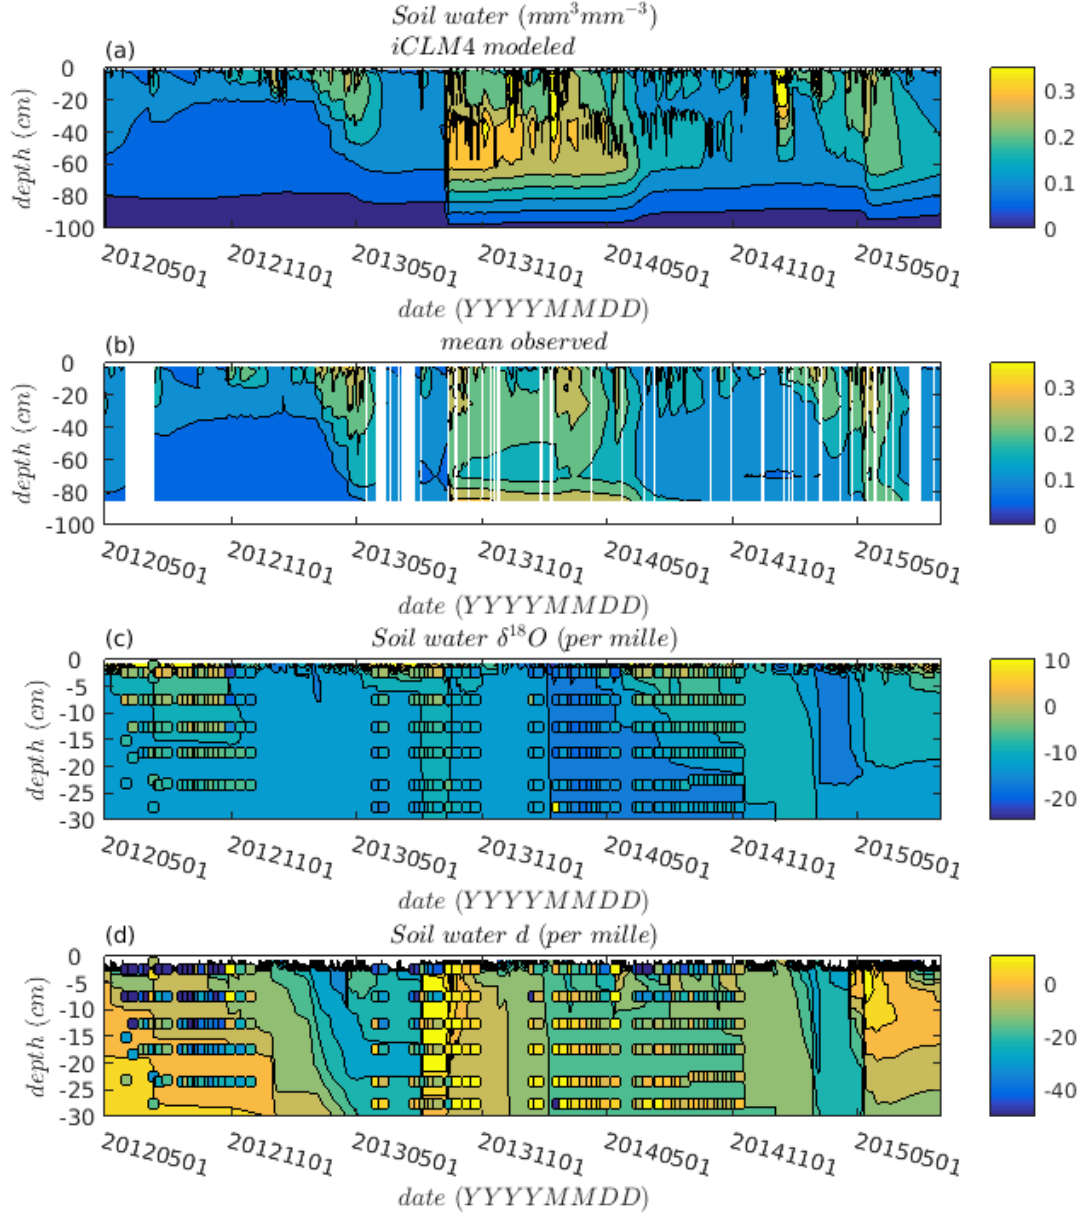 Soil water (mm³mm⁻³)
(a) iCLM4 modeled
0
-20
-40
-60
-80
-100
depth (cm)
20120501 20121101 20130501 20131101 20140501 20141101 20150501
date (YYYYMMDD)
0.3
0.2
0.1
0
(b) mean observed
0
-20
-40
-60
-80
-100
depth (cm)
20120501 20121101 20130501 20131101 20140501 20141101 20150501
date (YYYYMMDD)
0.3
0.2
0.1
0
(c) Soil water δ¹⁸O (per mille)
0
-5
-10
-15
-20
-25
-30
depth (cm)
20120501 20121101 20130501 20131101 20140501 20141101 20150501
date (YYYYMMDD)
10
0
-10
-20
(d) Soil water d (per mille)
0
-5
-10
-15
-20
-25
-30
depth (cm)
20120501 20121101 20130501 20131101 20140501 20141101 20150501
date (YYYYMMDD)
0
-20
-40